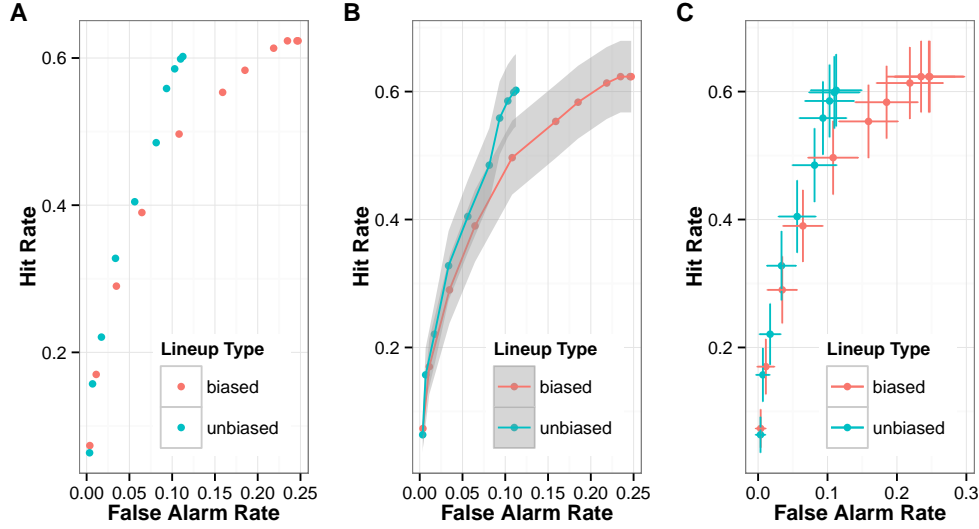 A
Hit Rate
0.6
0.4
0.2
Lineup Type
biased
unbiased
0.00 0.05 0.10 0.15 0.20 0.25
False Alarm Rate
B
Hit Rate
0.6
0.4
0.2
Lineup Type
biased
unbiased
0.00 0.05 0.10 0.15 0.20 0.25
False Alarm Rate
C
Hit Rate
0.6
0.4
0.2
Lineup Type
biased
unbiased
0.0 0.1 0.2 0.3
False Alarm Rate